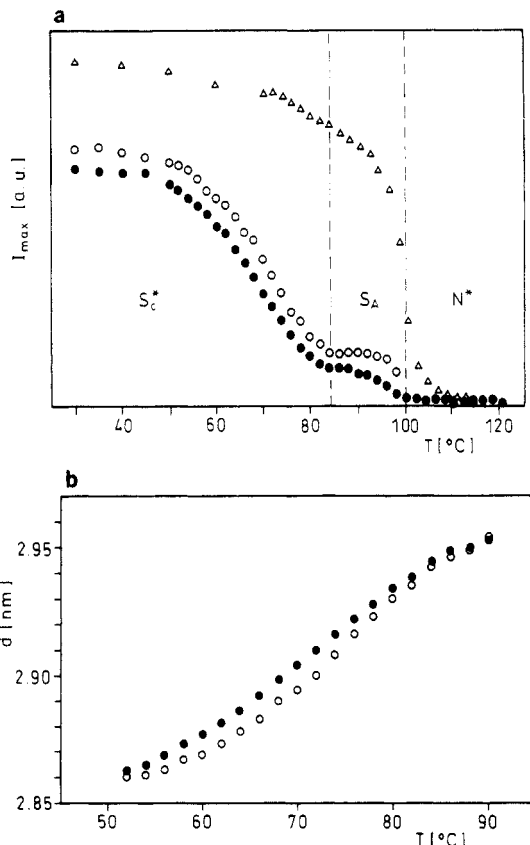 a
I_max [a.u.]
S_c^*
S_A
N^*
40
60
80
100
120
T[°C]
b
d [nm]
2.95
2.90
2.85
50
60
70
80
90
T[°C]